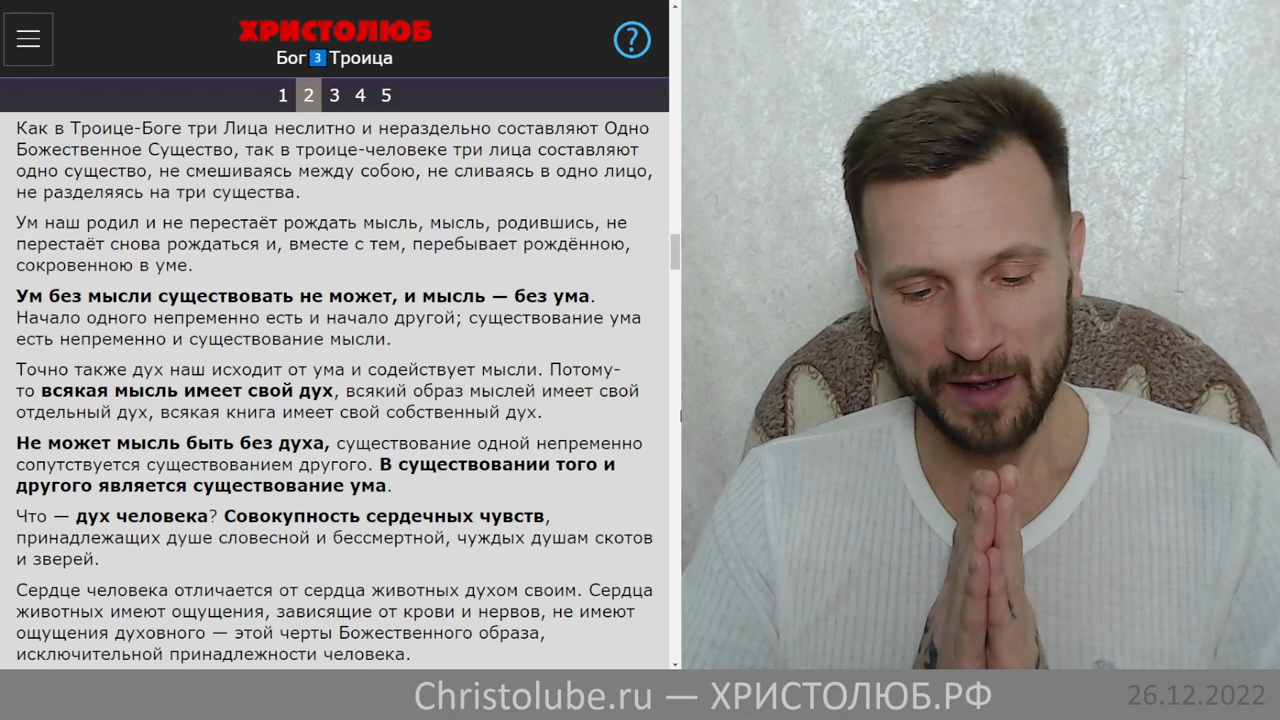 ХРИСТОЛЮБ
Бог 3 Троица
?
1 2 3 4 5
Как в Троице-Боге три Лица неслитно и нераздельно составляют Одно
Божественное Существо, так в троице-человеке три лица составляют
одно существо, не смешиваясь между собою, не сливаясь в одно лицо,
не разделяясь на три существа.
Ум наш родил и не перестаёт рождать мысль, мысль, родившись, не
перестаёт снова рождаться и, вместе с тем, перебывает рождённою,
сокровенною в уме.
Ум без мысли существовать не может, и мысль — без ума.
Начало одного непременно есть и начало другой; существование ума
есть непременно и существование мысли.
Точно также дух наш исходит от ума и содействует мысли. Потому-
то всякая мысль имеет свой дух, всякий образ мыслей имеет свой
отдельный дух, всякая книга имеет свой собственный дух.
Не может мысль быть без духа, существование одной непременно
сопутствуется существованием другого. В существовании того и
другого является существование ума.
Что — дух человека? Совокупность сердечных чувств,
принадлежащих душе словесной и бессмертной, чуждых душам скотов
и зверей.
Сердце человека отличается от сердца животных духом своим. Сердца
животных имеют ощущения, зависящие от крови и нервов, не имеют
ощущения духовного — этой черты Божественного образа,
исключительной принадлежности человека.
Christolube.ru — ХРИСТОЛЮБ.РФ
26.12.2022